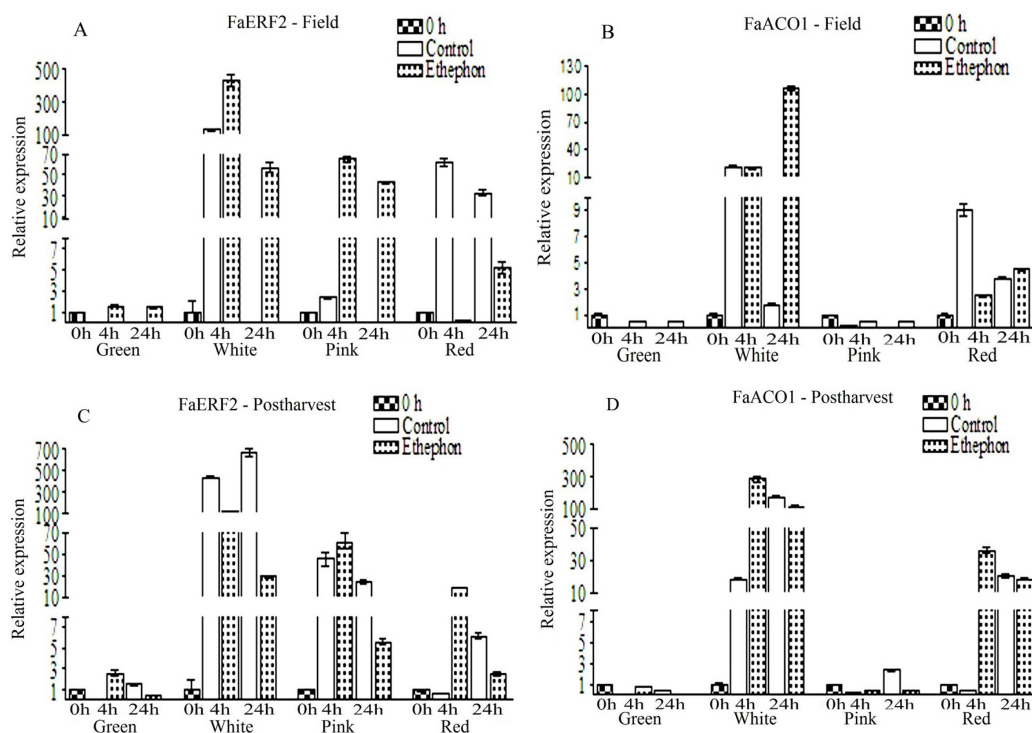 A
FaERF2 - Field
0 h
Control
Ethephon
Relative expression
500
300
100
70
50
30
10
7
5
3
1
0h 4h 24h 0h 4h 24h 0h 4h 24h 0h 4h 24h
Green White Pink Red
B
FaACO1 - Field
0 h
Control
Ethephon
Relative expression
130
100
70
40
10
9
7
5
3
1
0h 4h 24h 0h 4h 24h 0h 4h 24h 0h 4h 24h
Green White Pink Red
C
FaERF2 - Postharvest
0 h
Control
Ethephon
Relative expression
700
500
300
100
70
50
30
10
7
5
3
1
0h 4h 24h 0h 4h 24h 0h 4h 24h 0h 4h 24h
Green White Pink Red
D
FaACO1 - Postharvest
0 h
Control
Ethephon
Relative expression
500
300
100
50
30
10
7
5
3
1
0h 4h 24h 0h 4h 24h 0h 4h 24h 0h 4h 24h
Green White Pink Red